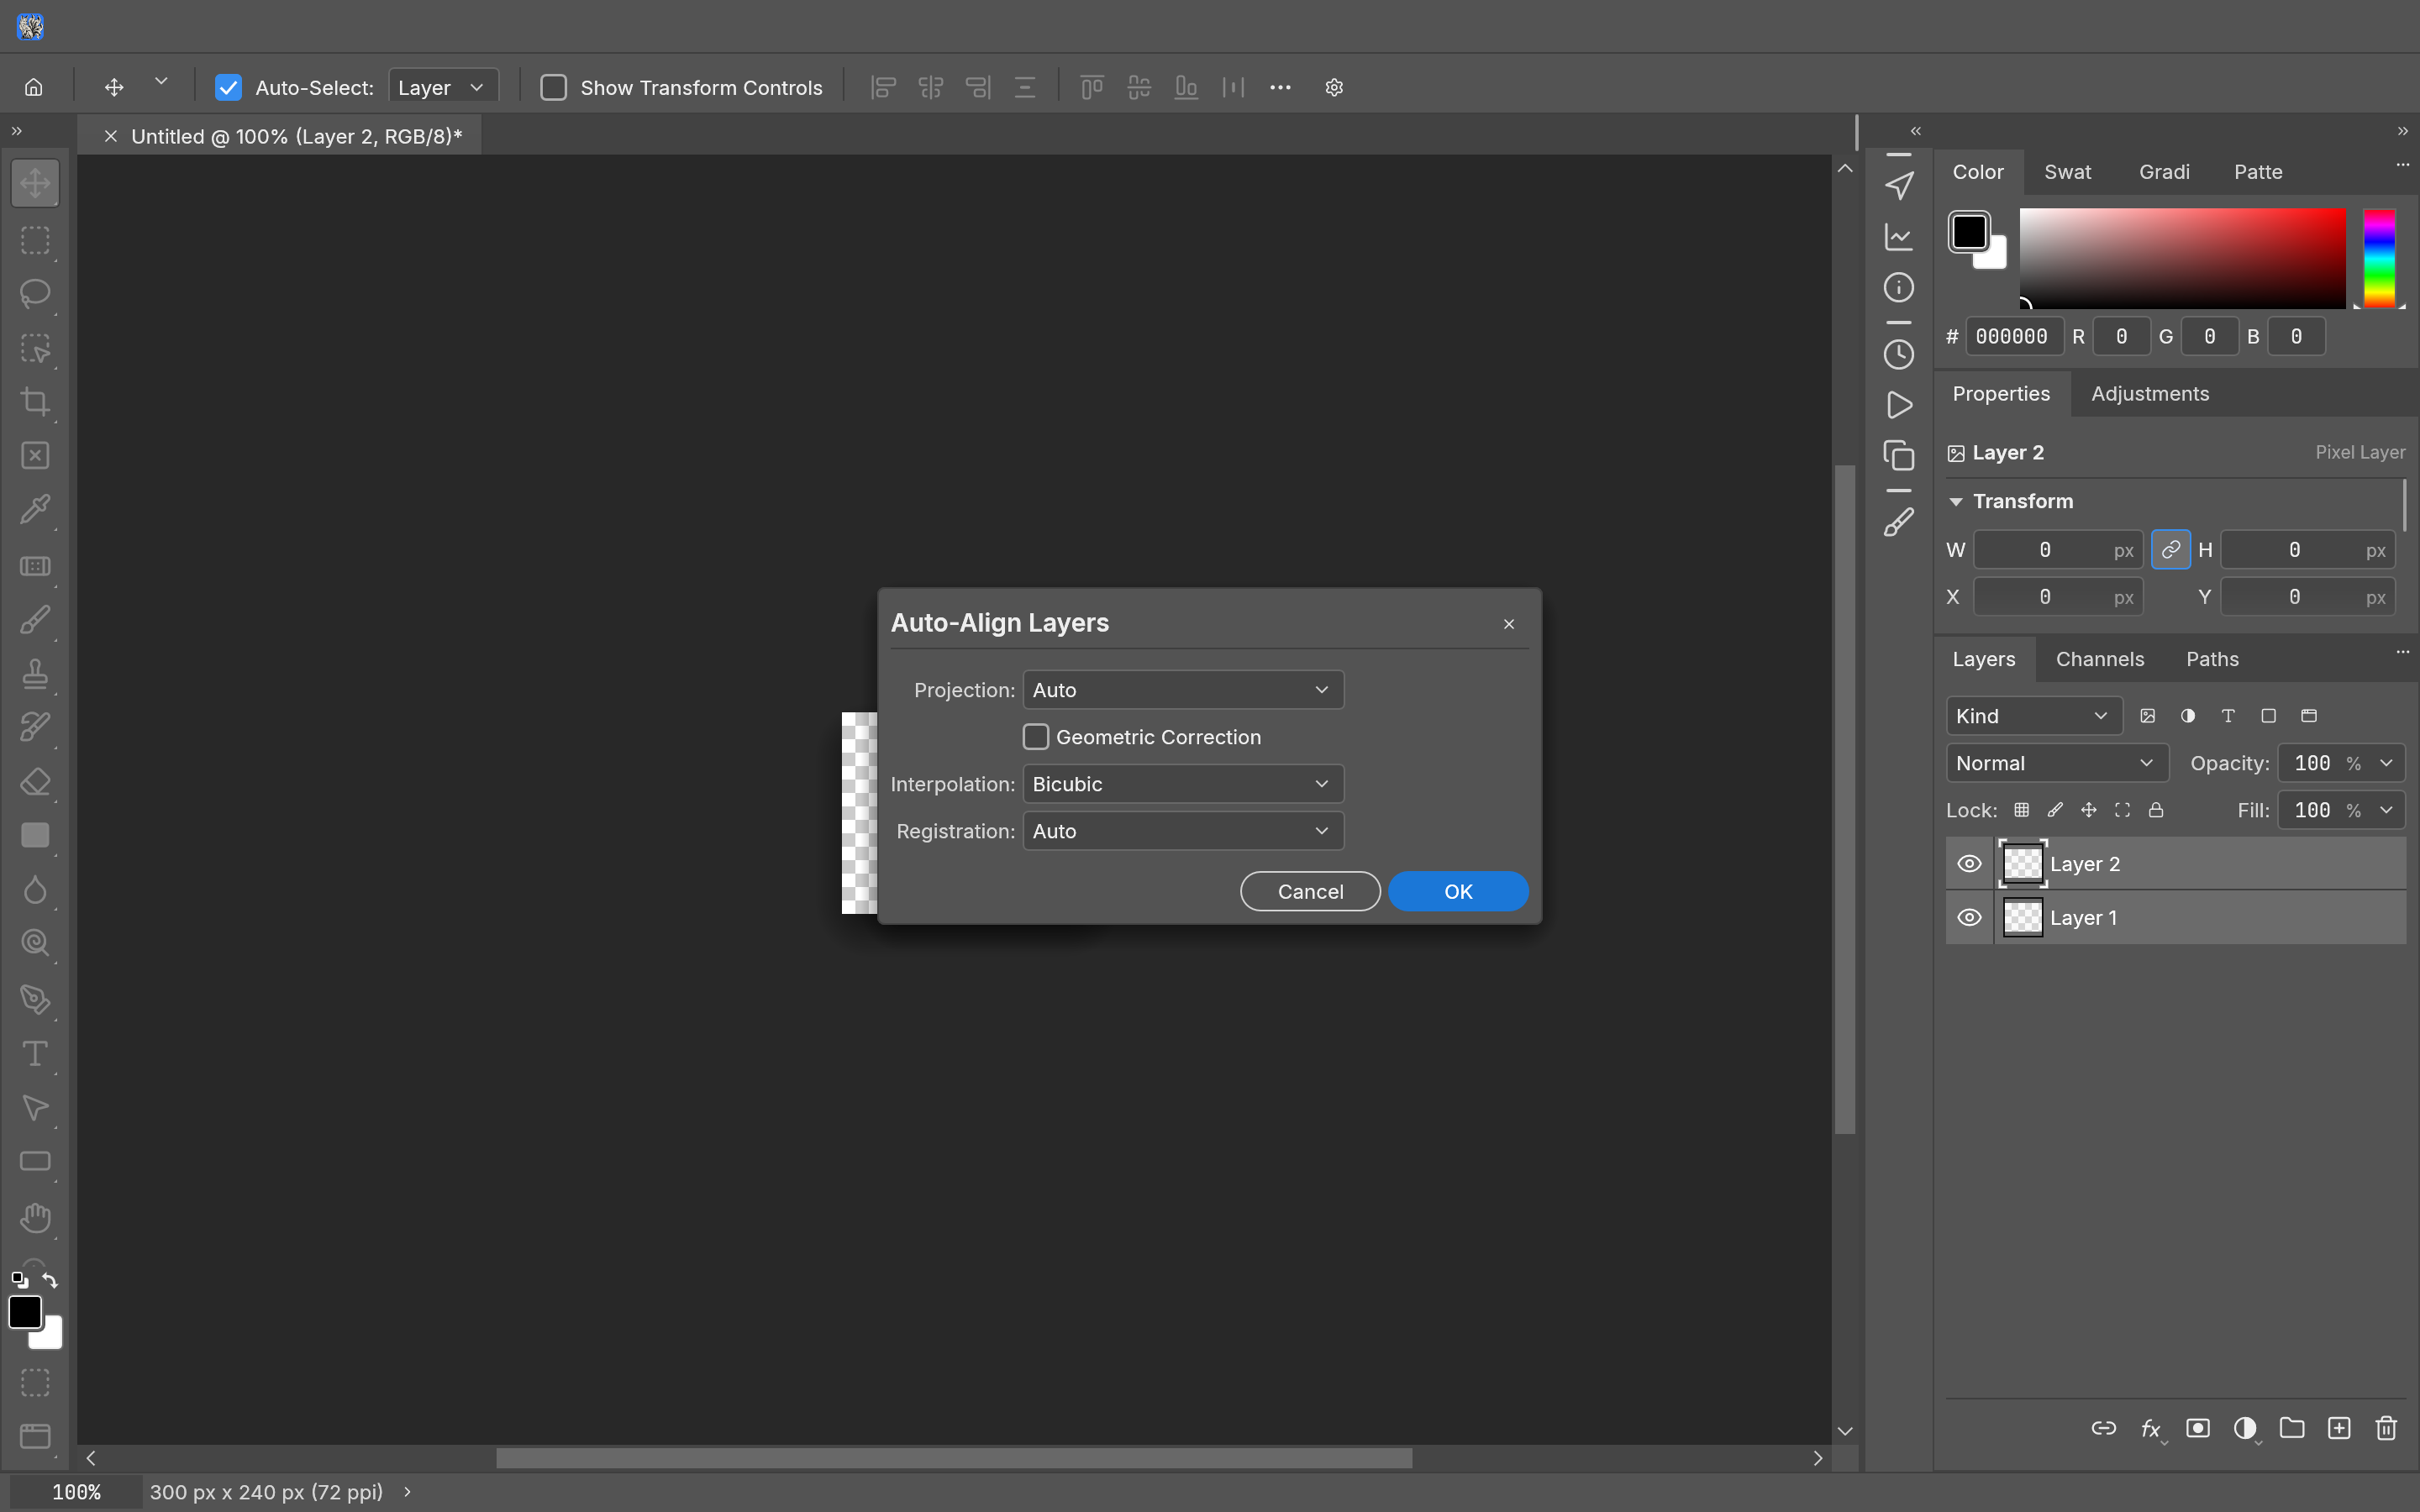 Auto-Select: Layer Show Transform Controls
Untitled @ 100% (Layer 2, RGB/8)*
Color Swat Gradi Patte
# 000000 R 0 G 0 B 0
Properties Adjustments
Layer 2 Pixel Layer
Transform
W 0 px H 0 px
X 0 px Y 0 px
Auto-Align Layers
Projection: Auto
Geometric Correction
Interpolation: Bicubic
Registration: Auto
Cancel OK
Layers Channels Paths
Kind
Normal Opacity: 100 %
Lock: Fill: 100 %
Layer 2
Layer 1
100% 300 px x 240 px (72 ppi)